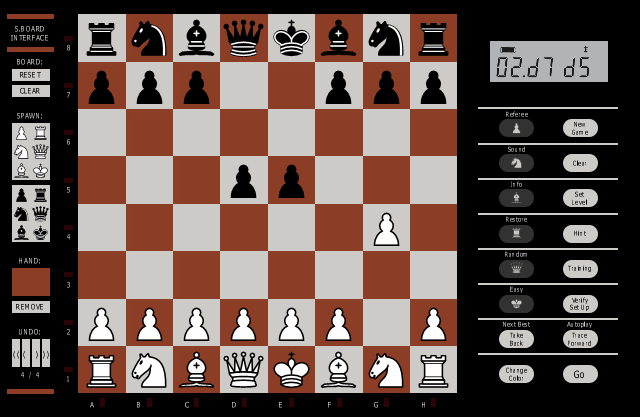 S.BOARD
INTERFACE
BOARD:
RESET
CLEAR
SPAWN:
HAND:
REMOVE
UNDO:
⟨⟨ ⟨ ⟩ ⟩⟩
4 / 4
8
7
6
5
4
3
2
1
A B C D E F G H
02.d7 d5
Referee
New
Game
Sound
Clear
Info
Set
Level
Restore
Hint
Random
Training
Easy
Verify
Set Up
Next Best Autoplay
Take
Back
Trace
Forward
Change
Color
Go